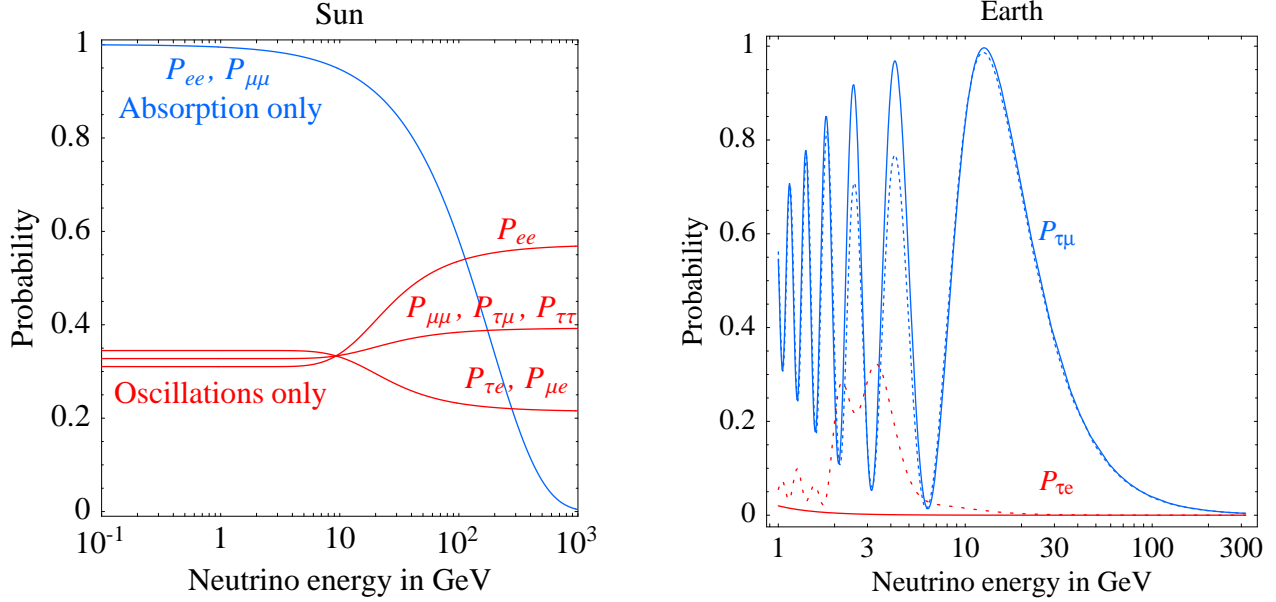 Sun
1
0.8
0.6
0.4
0.2
0
Probability
P_ee, P_μμ
Absorption only
P_ee
P_μμ, P_τμ, P_ττ
P_τe, P_μe
Oscillations only
10^-1
1
10
10^2
10^3
Neutrino energy in GeV
Earth
1
0.8
0.6
0.4
0.2
0
Probability
P_τμ
P_τe
1
3
10
30
100
300
Neutrino energy in GeV